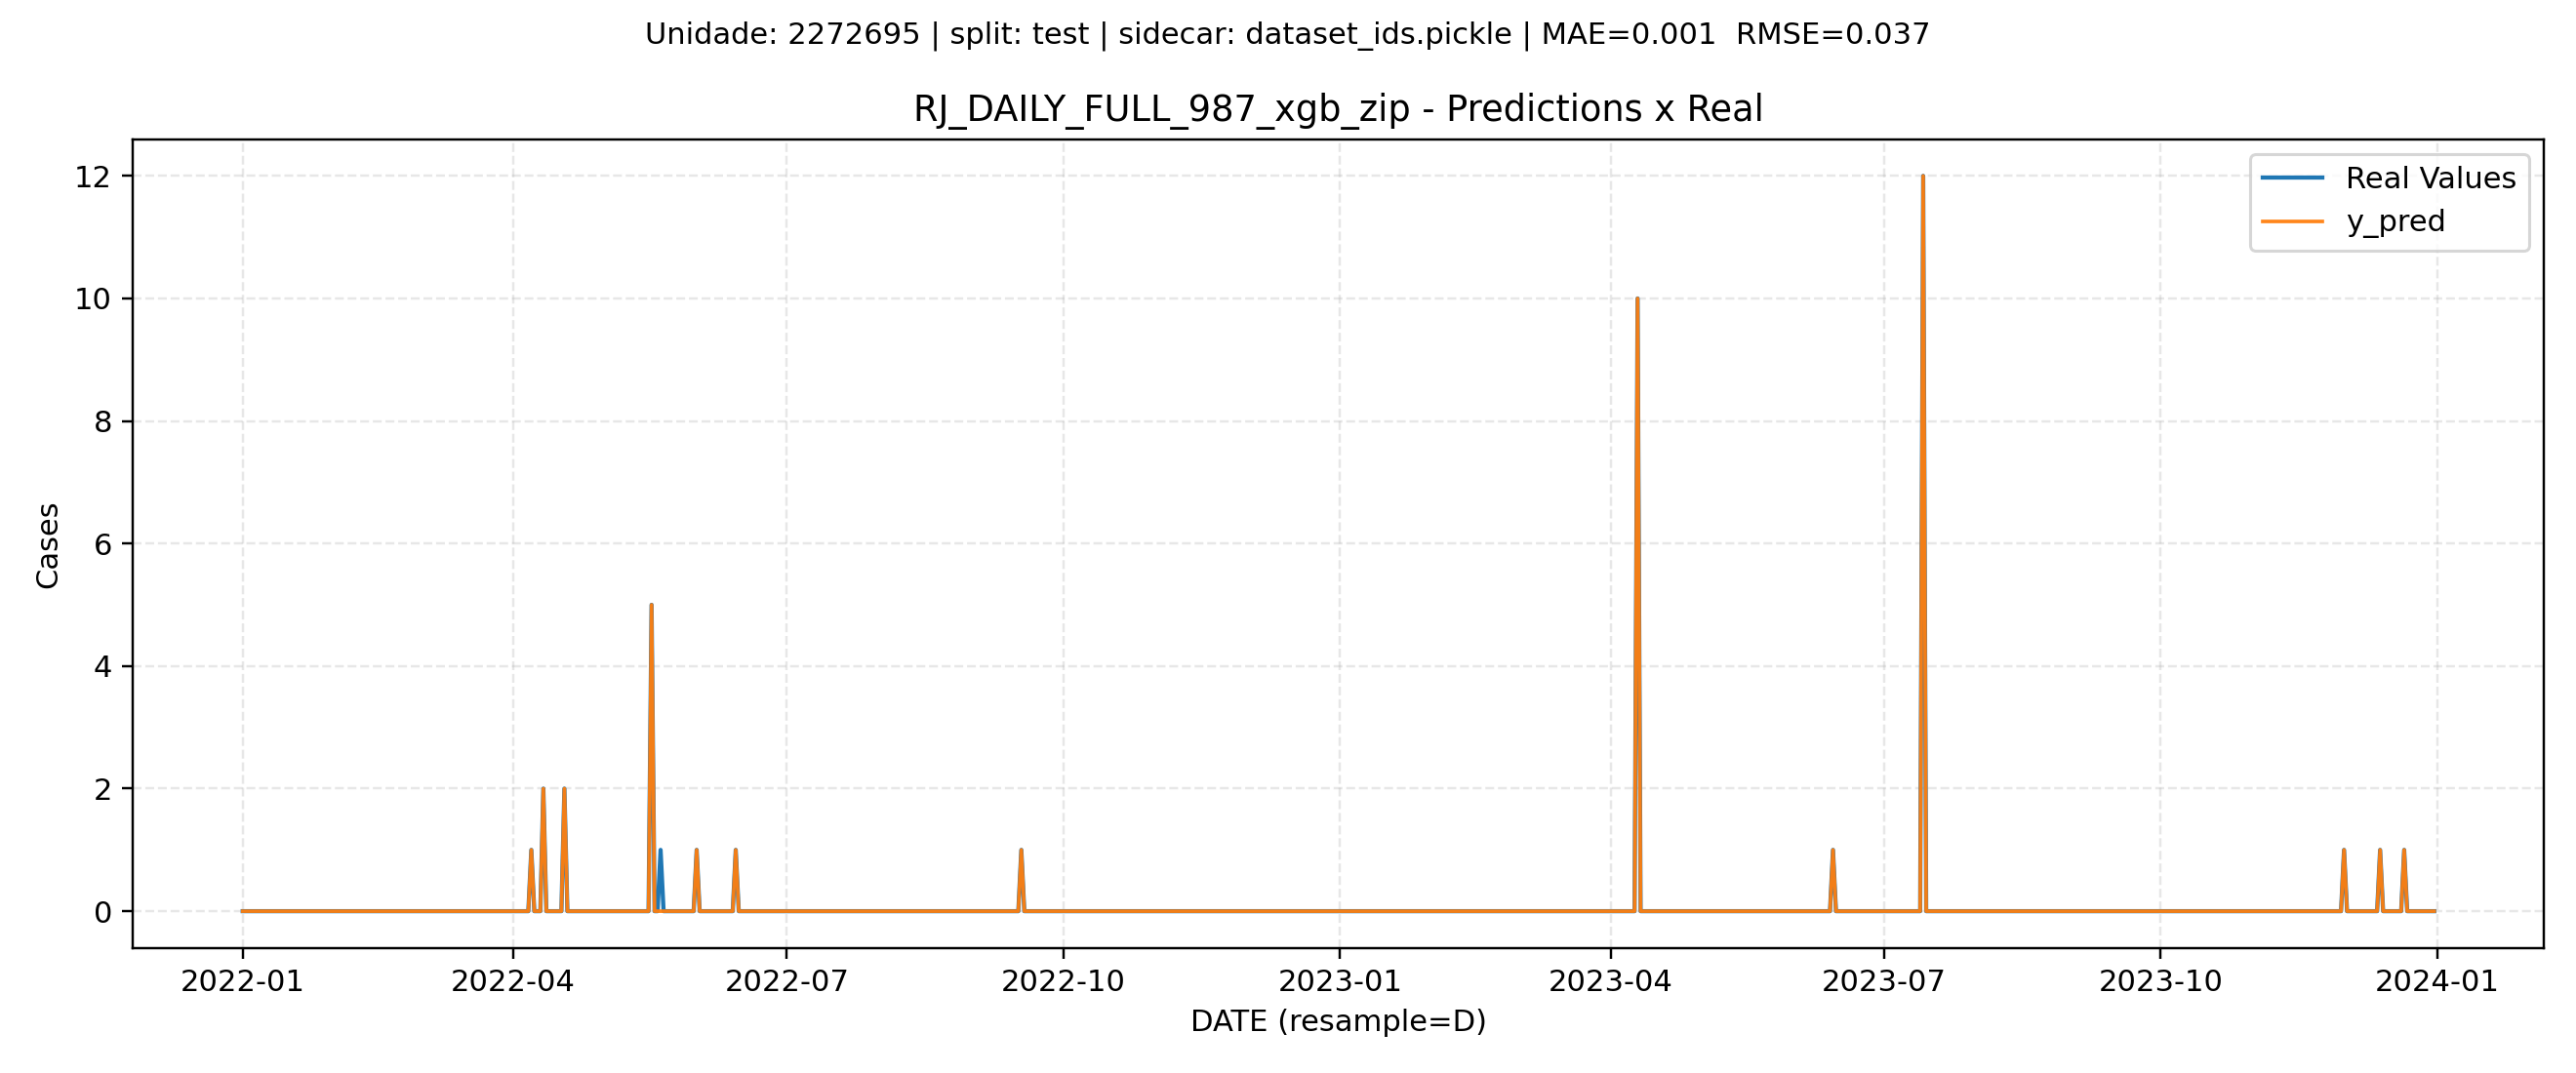 Unidade: 2272695 | split: test | sidecar: dataset_ids.pickle | MAE=0.001  RMSE=0.037
RJ_DAILY_FULL_987_xgb_zip - Predictions x Real
Real Values
y_pred
12
10
8
6
4
2
0
Cases
2022-01
2022-04
2022-07
2022-10
2023-01
2023-04
2023-07
2023-10
2024-01
DATE (resample=D)